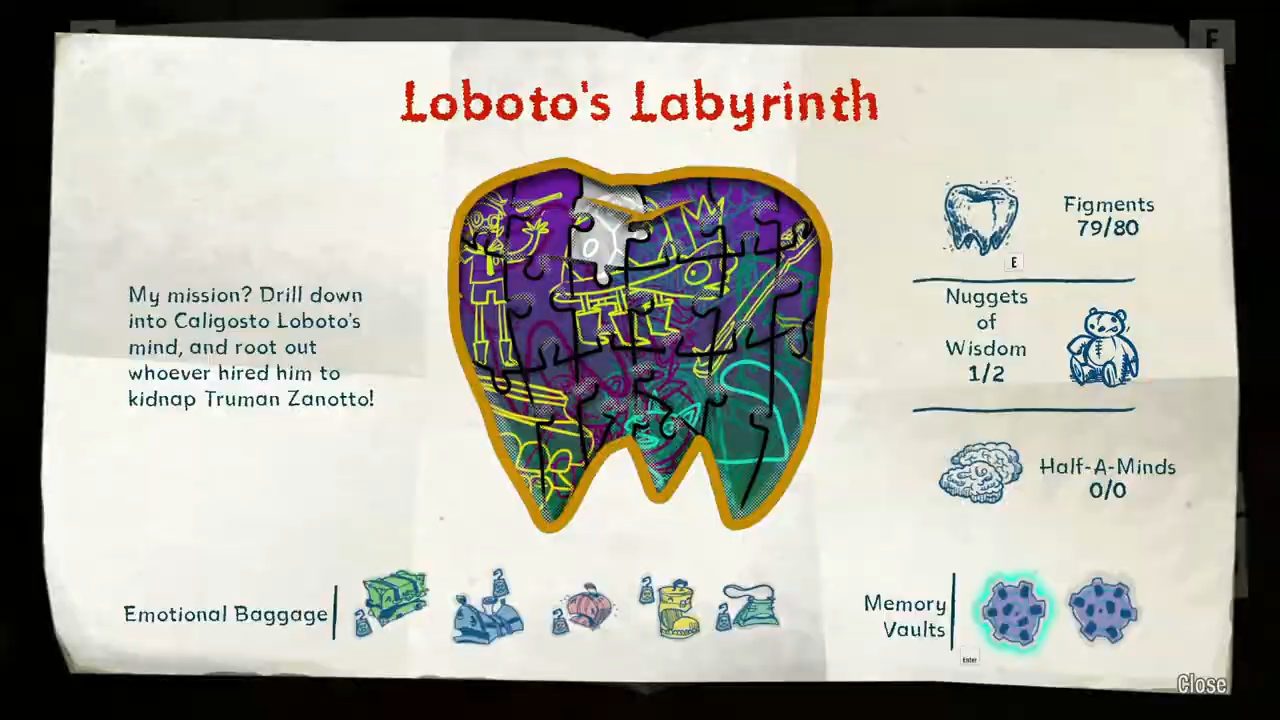 E
Loboto's Labyrinth
My mission? Drill down
into Caligosto Loboto's
mind, and root out
whoever hired him to
kidnap Truman Zanotto!
Figments
79/80
E
Nuggets
of
Wisdom
1/2
Half-A-Minds
0/0
Emotional Baggage
Memory
Vaults
Enter
Close